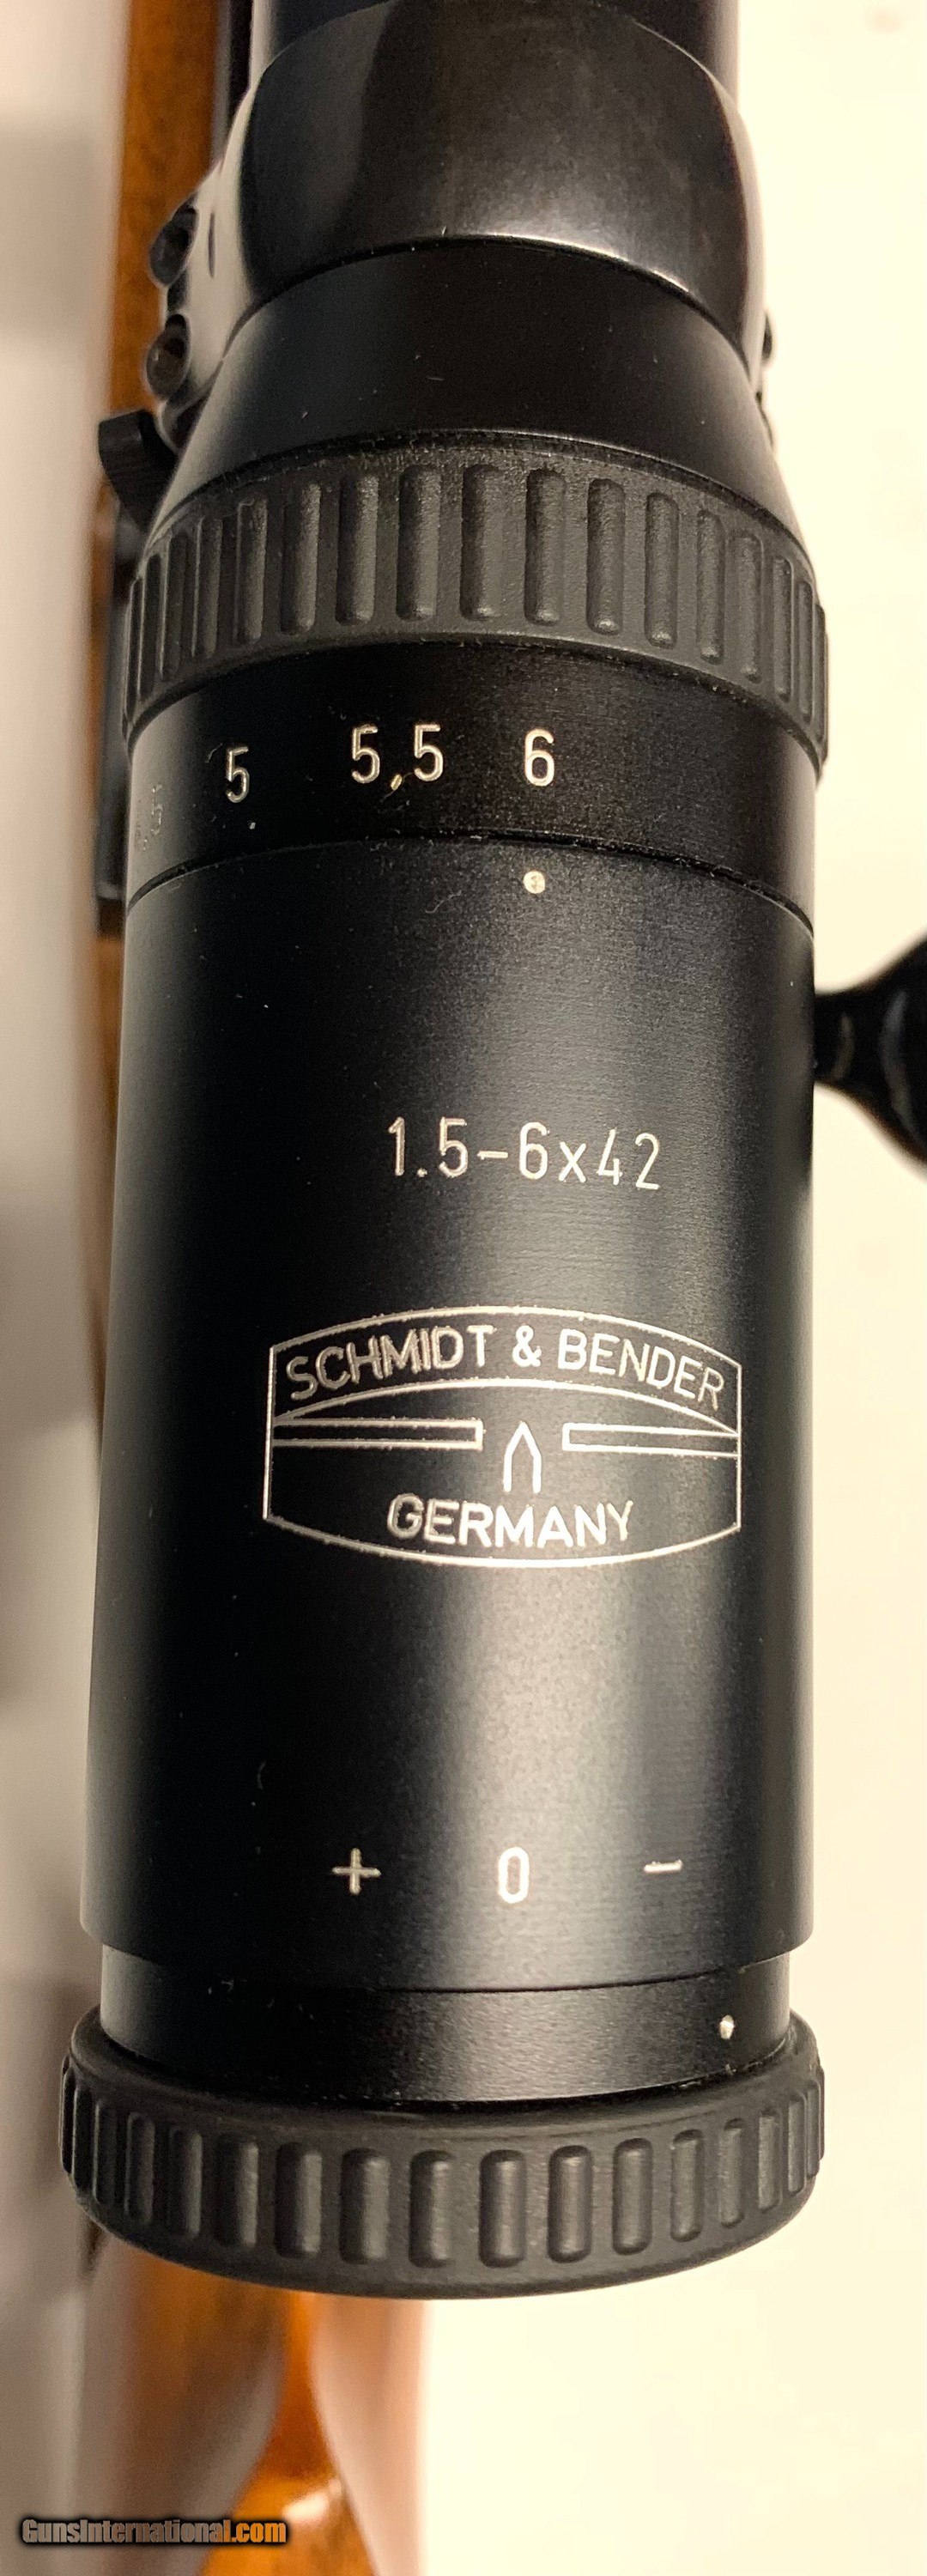 5 5,5 6
1.5-6x42
SCHMIDT & BENDER
GERMANY
+ 0 -
GunsInternational.com